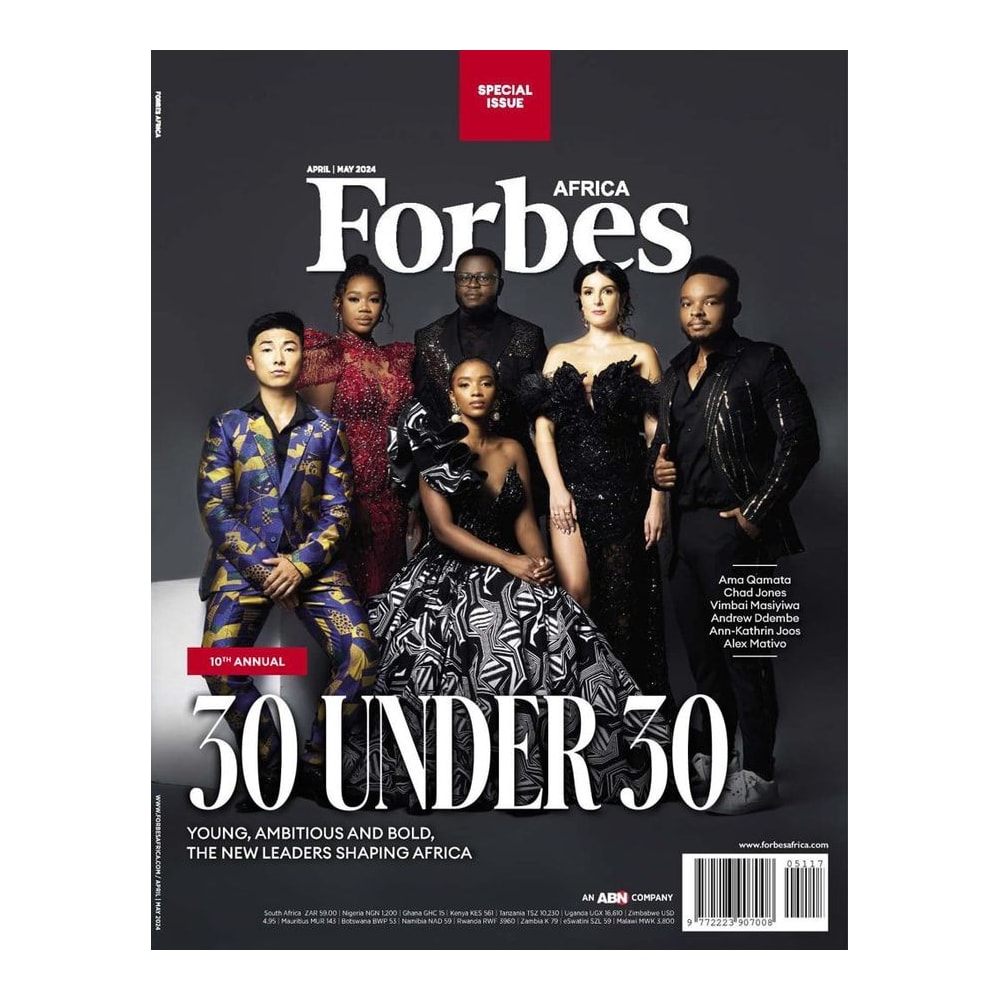 SPECIAL
ISSUE
FORBES AFRICA
APRIL | MAY 2024
AFRICA
Forbes
Ama Qamata
Chad Jones
Vimbai Masiyiwa
Andrew Ddembe
Ann-Kathrin Joos
Alex Mativo
10TH ANNUAL
30 UNDER 30
YOUNG, AMBITIOUS AND BOLD,
THE NEW LEADERS SHAPING AFRICA
WWW.FORBESAFRICA.COM / APRIL | MAY 2024
www.forbesafrica.com
05117
AN ABN COMPANY
South Africa ZAR 59.00 | Nigeria NGN 1,200 | Ghana GHC 15 | Kenya KES 561 | Tanzania TSZ 10,230 | Uganda UGX 16,610 | Zimbabwe USD
4.95 | Mauritius MUR 143 | Botswana BWP 53 | Namibia NAD 59 | Rwanda RWF 3960 | Zambia K 79 | eSwatini SZL 59 | Malawi MWK 3,800
9 772223 907008